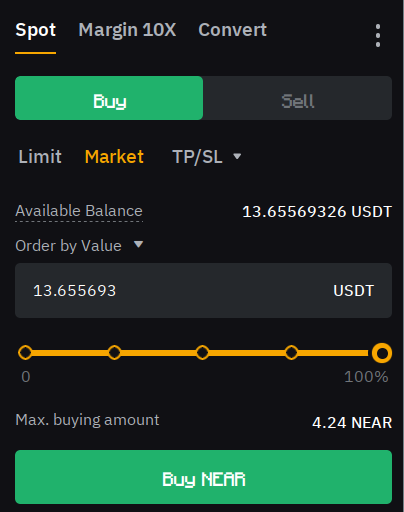 Spot Margin 10X Convert
Buy Sell
Limit Market TP/SL
Available Balance 13.65569326 USDT
Order by Value
13.655693 USDT
0 100%
Max. buying amount 4.24 NEAR
Buy NEAR